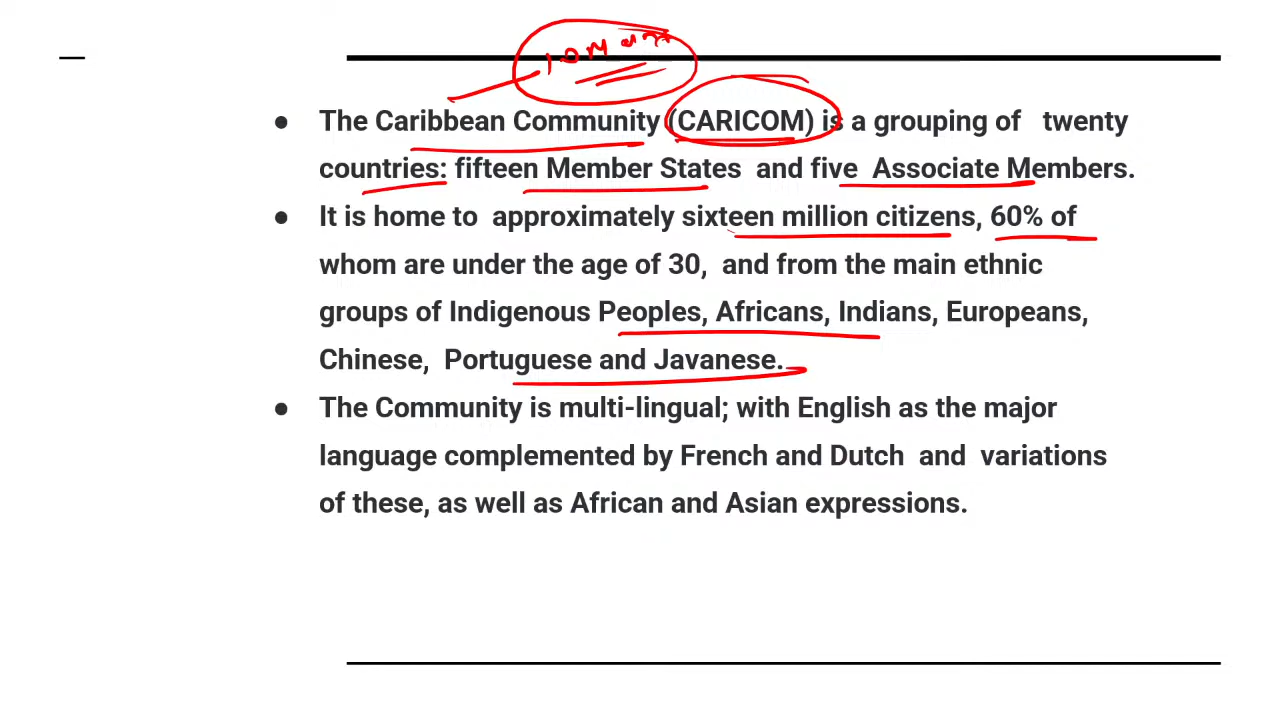 The Caribbean Community (CARICOM) is a grouping of twenty
countries: fifteen Member States and five Associate Members.
It is home to approximately sixteen million citizens, 60% of
whom are under the age of 30, and from the main ethnic
groups of Indigenous Peoples, Africans, Indians, Europeans,
Chinese, Portuguese and Javanese.
The Community is multi-lingual; with English as the major
language complemented by French and Dutch and variations
of these, as well as African and Asian expressions.